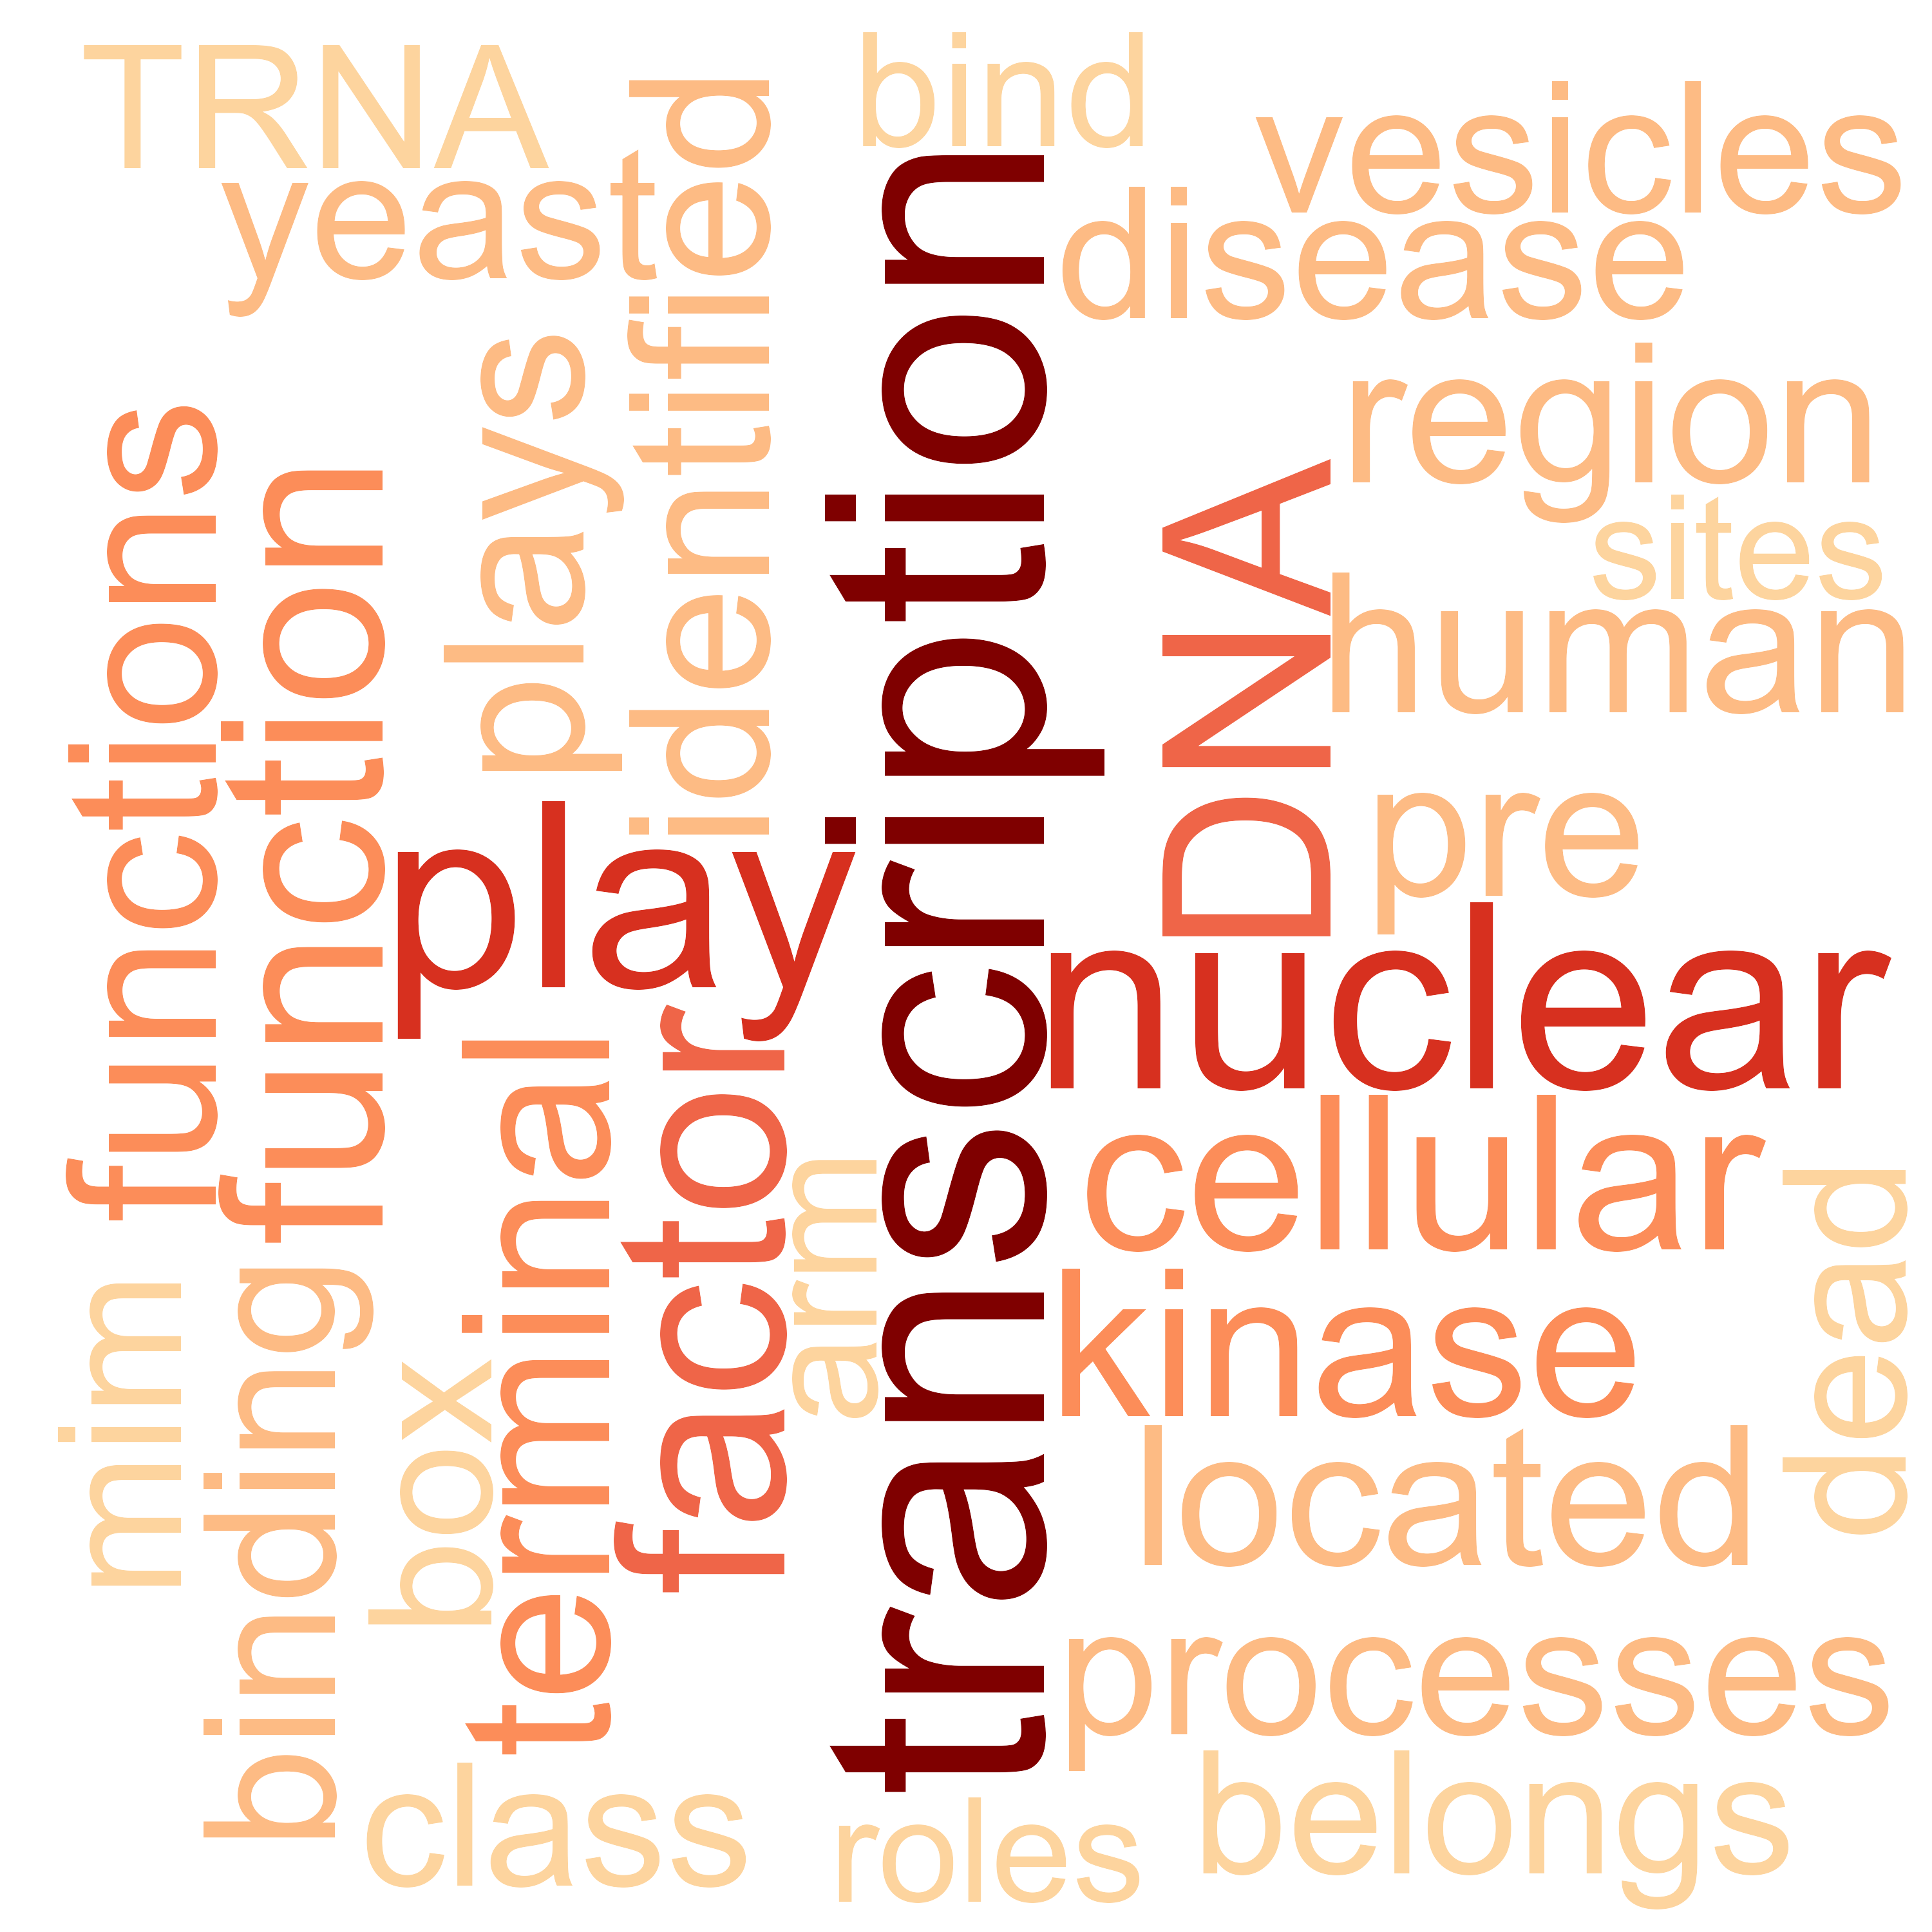 TRNA
bind
vesicles
yeast
disease
identified
region
plays
sites
functions
function
transcription
DNA
human
play
pre
nuclear
cellular
terminal
factor
arm
kinase
dead
mim
binding
box
located
processes
class
roles
belongs